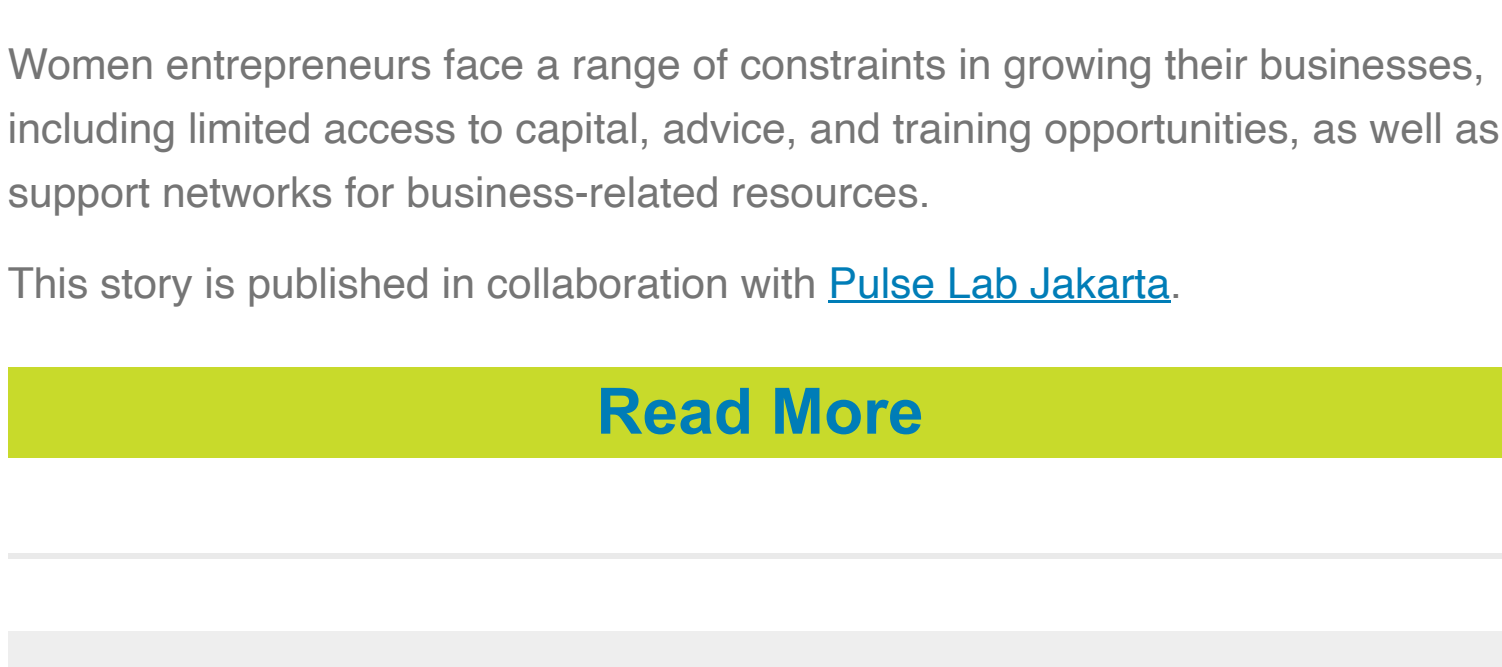 Women entrepreneurs face a range of constraints in growing their businesses,
including limited access to capital, advice, and training opportunities, as well as
support networks for business-related resources.
This story is published in collaboration with Pulse Lab Jakarta.
Read More